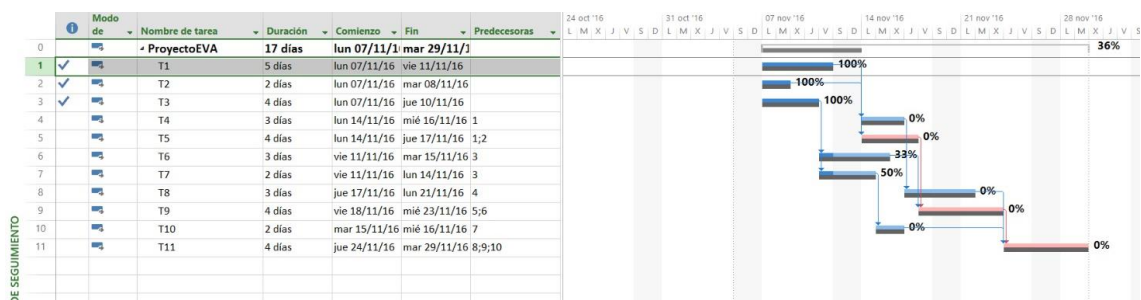 Modo de Nombre de tarea Duración Comienzo Fin Predecesoras
24 oct '16 31 oct '16 07 nov '16 14 nov '16 21 nov '16 28 nov '16
L M X J V S D L M X J V S D L M X J V S D L M X J V S D L M X J V S D L M X J V S
0 ProyectoEVA 17 días lun 07/11/1 mar 29/11/1 36%
1 T1 5 días lun 07/11/16 vie 11/11/16 100%
2 T2 2 días lun 07/11/16 mar 08/11/16 100%
3 T3 4 días lun 07/11/16 jue 10/11/16 100%
4 T4 3 días lun 14/11/16 mié 16/11/16 1 0%
5 T5 4 días lun 14/11/16 jue 17/11/16 1;2 0%
6 T6 3 días vie 11/11/16 mar 15/11/16 3 33%
7 T7 2 días vie 11/11/16 lun 14/11/16 3 50%
8 T8 3 días jue 17/11/16 lun 21/11/16 4 0%
9 T9 4 días vie 18/11/16 mié 23/11/16 5;6 0%
10 T10 2 días mar 15/11/16 mié 16/11/16 7 0%
11 T11 4 días jue 24/11/16 mar 29/11/16 8;9;10 0%
DE SEGUIMIENTO